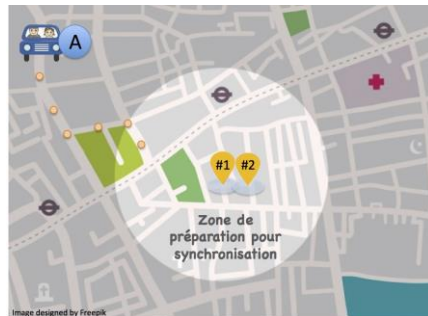 A
#1 #2
Zone de
préparation pour
synchronisation
Image designed by Freepik